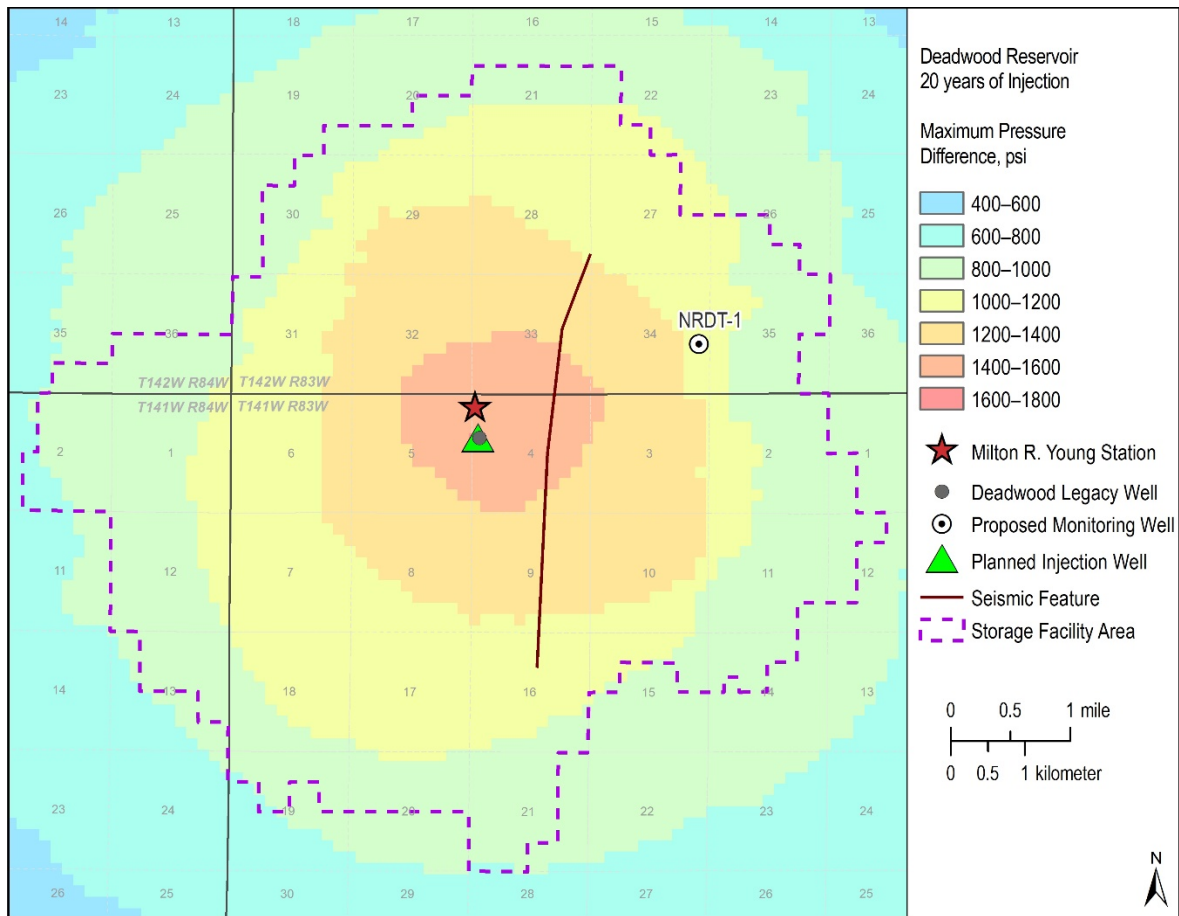 14 13 18 17 16 15 14 13
23 24 19 20 21 22 23 24
26 25 30 29 28 27 26 25
35 36 31 32 33 34 35 36
NRDT-1
T142W R84W T142W R83W
T141W R84W T141W R83W
2 1 6 5 4 3 2 1
11 12 7 8 9 10 11 12
14 13 18 17 16 15 14 13
23 24 19 20 21 22 23 24
26 25 30 29 28 27 26 25
Deadwood Reservoir
20 years of Injection
Maximum Pressure
Difference, psi
400–600
600–800
800–1000
1000–1200
1200–1400
1400–1600
1600–1800
Milton R. Young Station
Deadwood Legacy Well
Proposed Monitoring Well
Planned Injection Well
Seismic Feature
Storage Facility Area
0 0.5 1 mile
0 0.5 1 kilometer
N